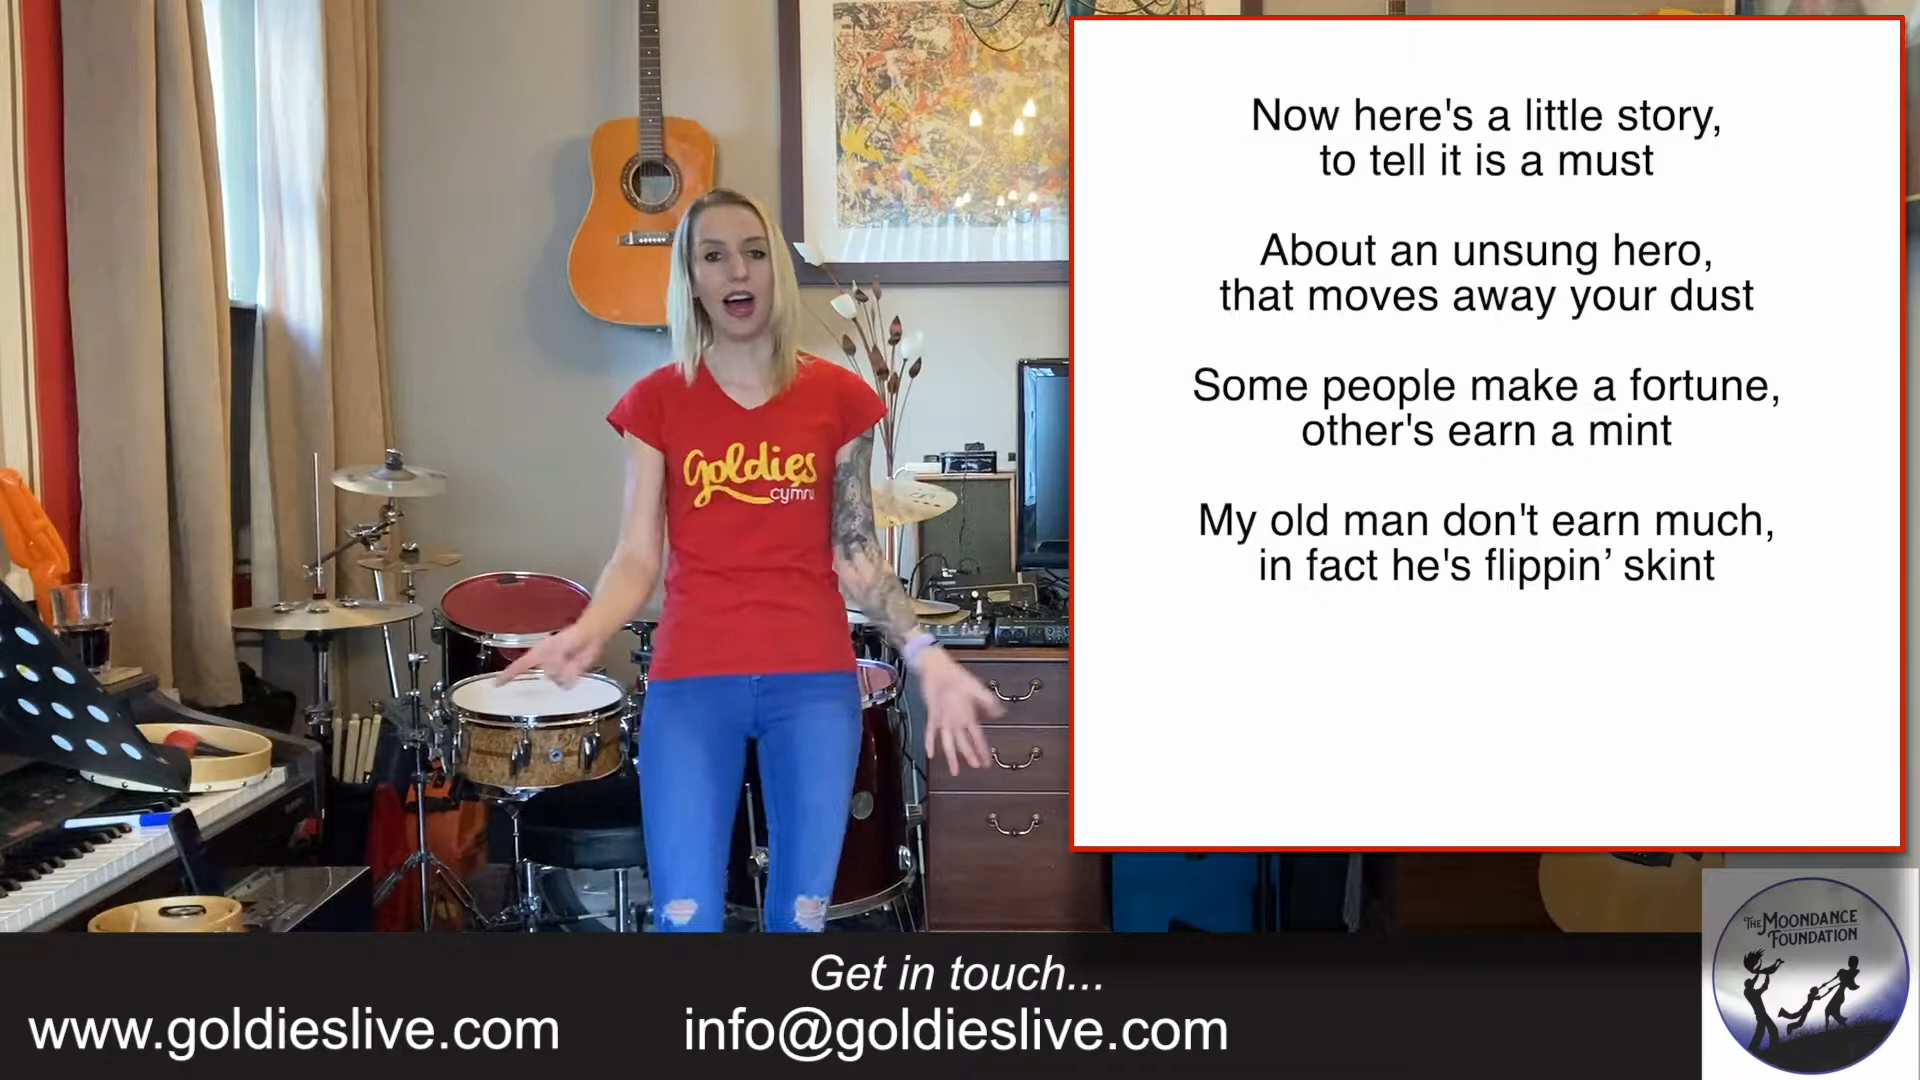 Now here's a little story,
to tell it is a must
About an unsung hero,
that moves away your dust
Some people make a fortune,
other's earn a mint
My old man don't earn much,
in fact he's flippin’ skint
Goldies
cymru
Get in touch...
www.goldieslive.com
info@goldieslive.com
THE MOONDANCE
FOUNDATION